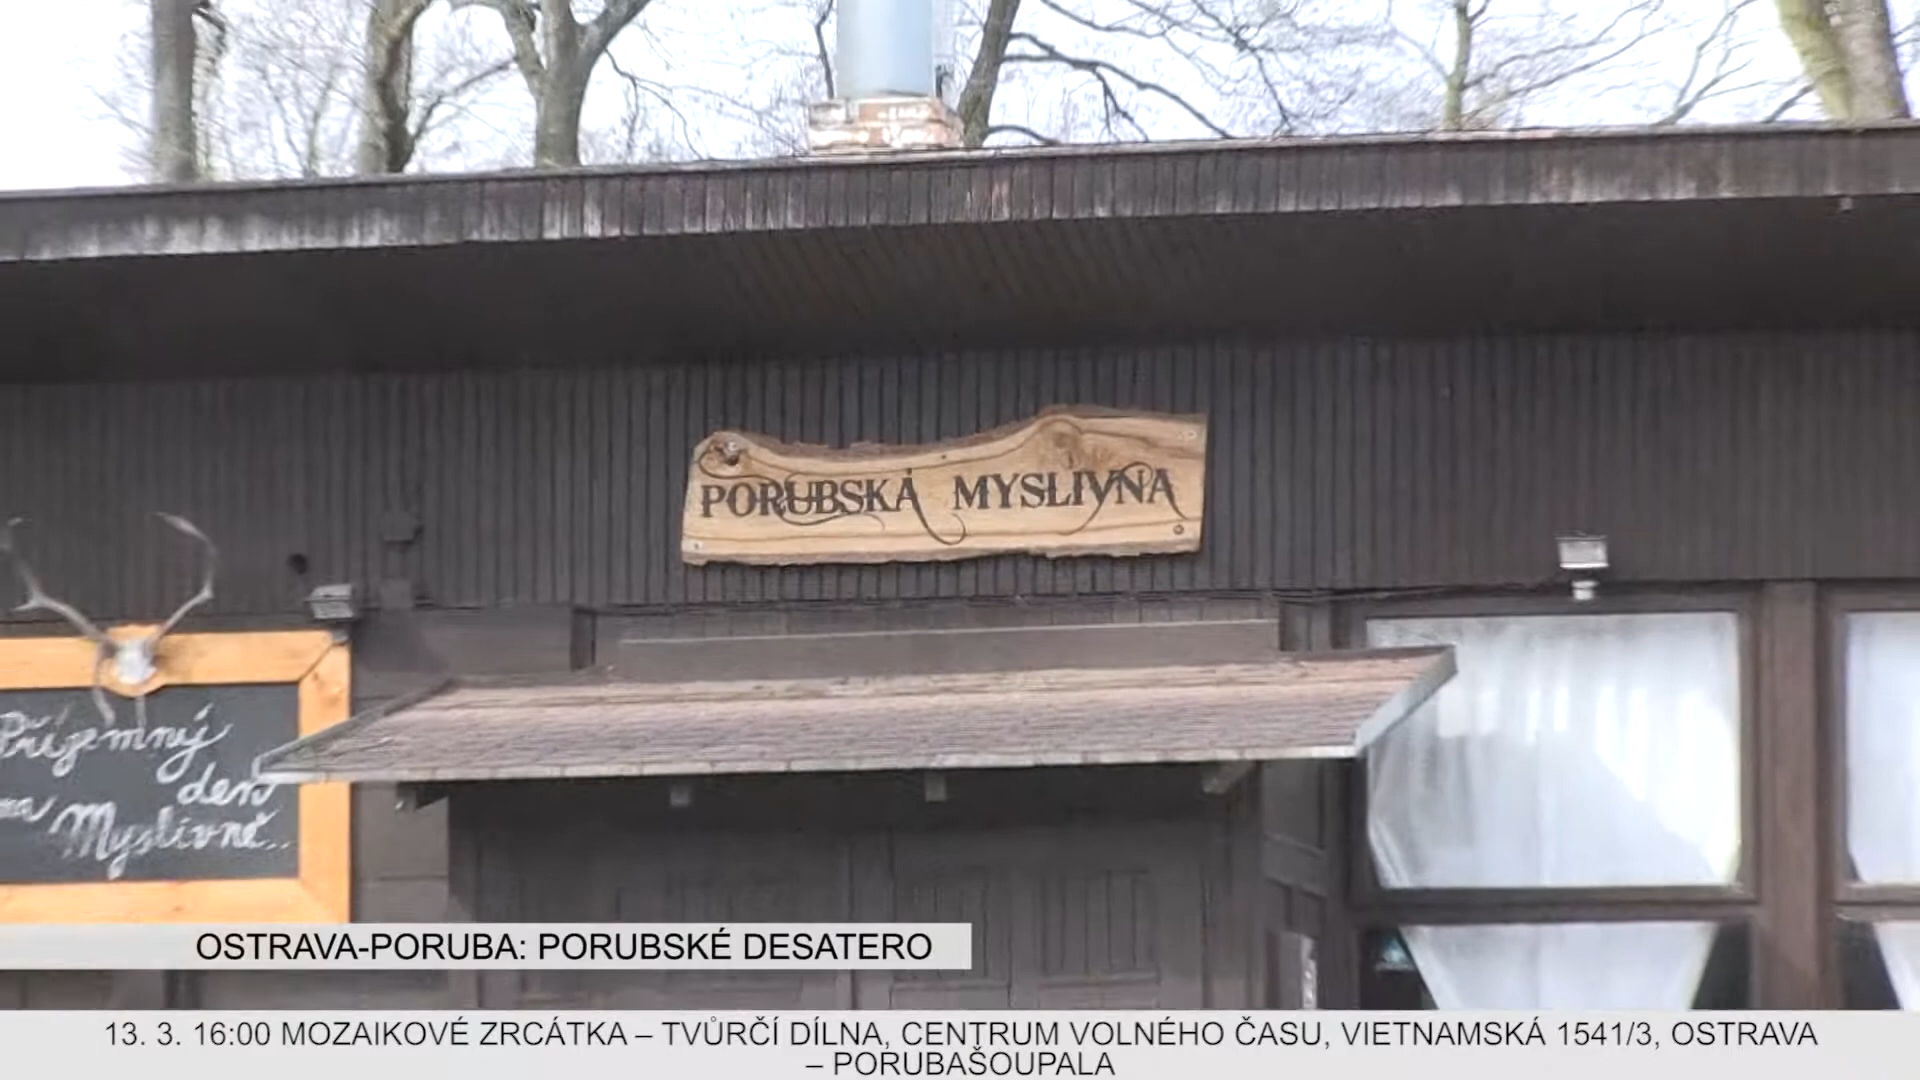 PORUBSKÁ MYSLIVNA
Příjemný
den
na Myslivně..
OSTRAVA-PORUBA: PORUBSKÉ DESATERO
13. 3. 16:00 MOZAIKOVÉ ZRCÁTKA – TVŮRČÍ DÍLNA, CENTRUM VOLNÉHO ČASU, VIETNAMSKÁ 1541/3, OSTRAVA
– PORUBAŠOUPALA